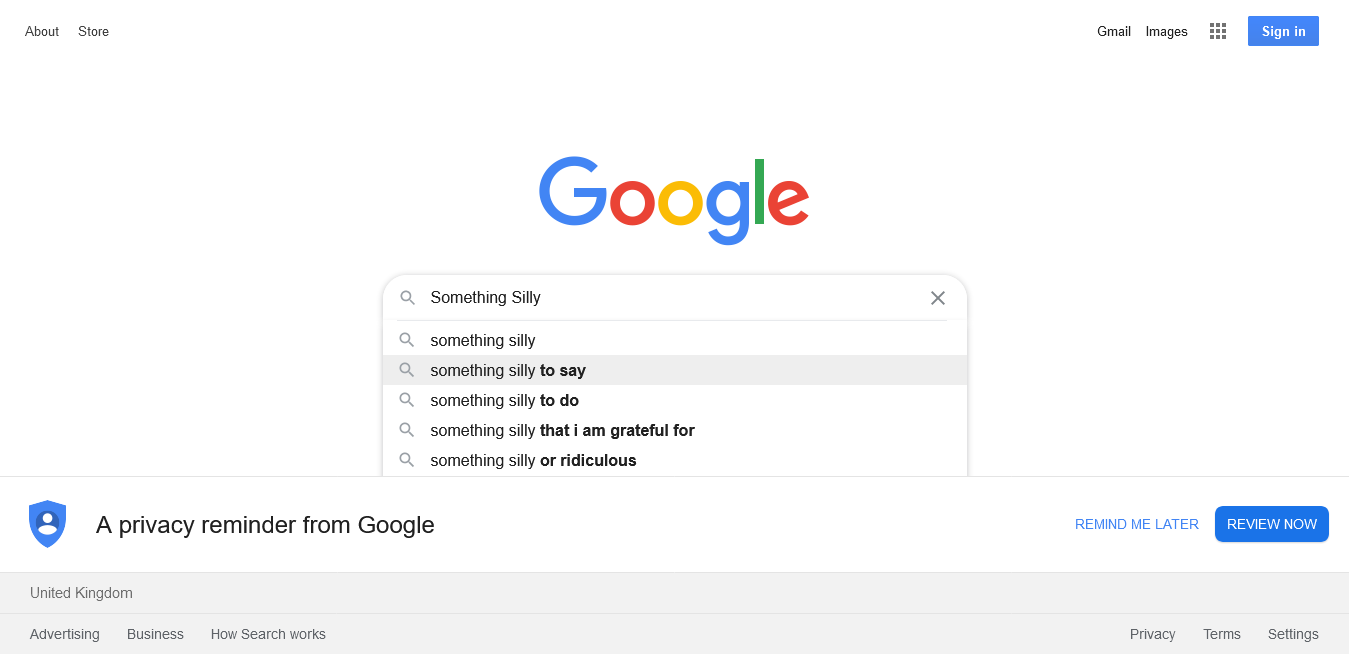 About Store Gmail Images Sign in
Google
Something Silly
something silly
something silly to say
something silly to do
something silly that i am grateful for
something silly or ridiculous
A privacy reminder from Google REMIND ME LATER REVIEW NOW
United Kingdom
Advertising Business How Search works Privacy Terms Settings